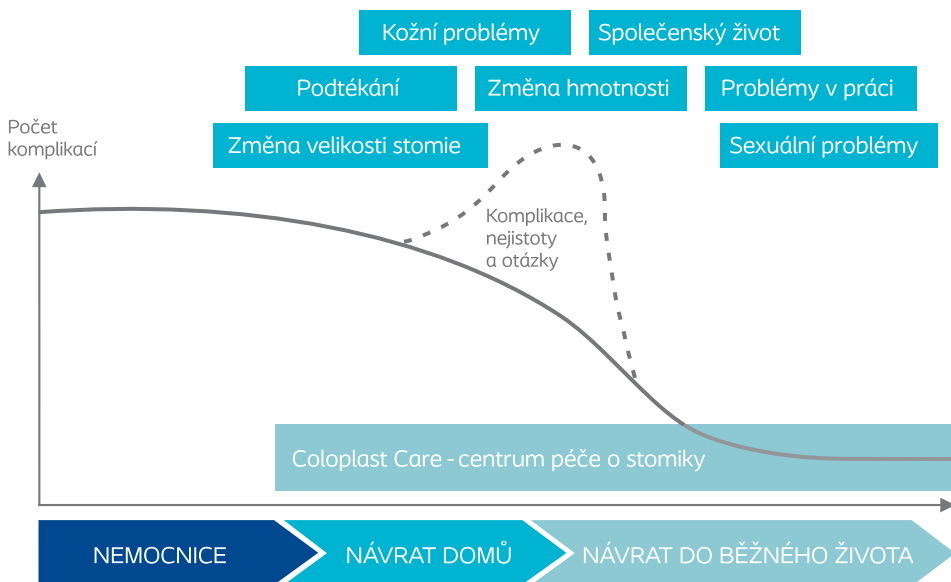 Kožní problémy
Společenský život
Podtékání
Změna hmotnosti
Problémy v práci
Změna velikosti stomie
Sexuální problémy
Počet
komplikací
Komplikace,
nejistoty
a otázky
Coloplast Care - centrum péče o stomiky
NEMOCNICE
NÁVRAT DOMŮ
NÁVRAT DO BĚŽNÉHO ŽIVOTA